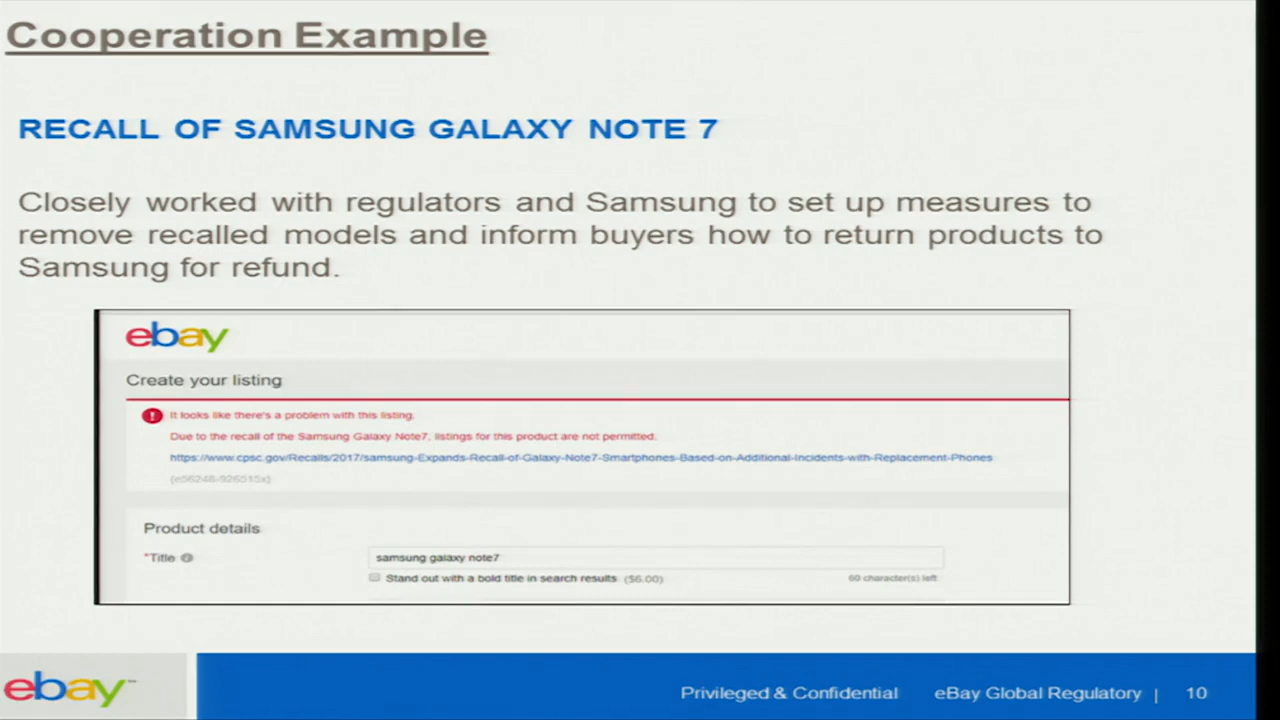 Cooperation Example
RECALL OF SAMSUNG GALAXY NOTE 7
Closely worked with regulators and Samsung to set up measures to
remove recalled models and inform buyers how to return products to
Samsung for refund.
ebay
Create your listing
It looks like there's a problem with this listing.
Due to the recall of the Samsung Galaxy Note7, listings for this product are not permitted.
https://www.cpsc.gov/Recalls/2017/samsung-Expands-Recall-of-Galaxy-Note7-Smartphones-Based-on-Additional-Incidents-with-Replacement-Phones
Product details
*Title
samsung galaxy note7
Stand out with a bold title in search results ($6.00)
60 character(s) left
ebay™
Privileged & Confidential eBay Global Regulatory | 10